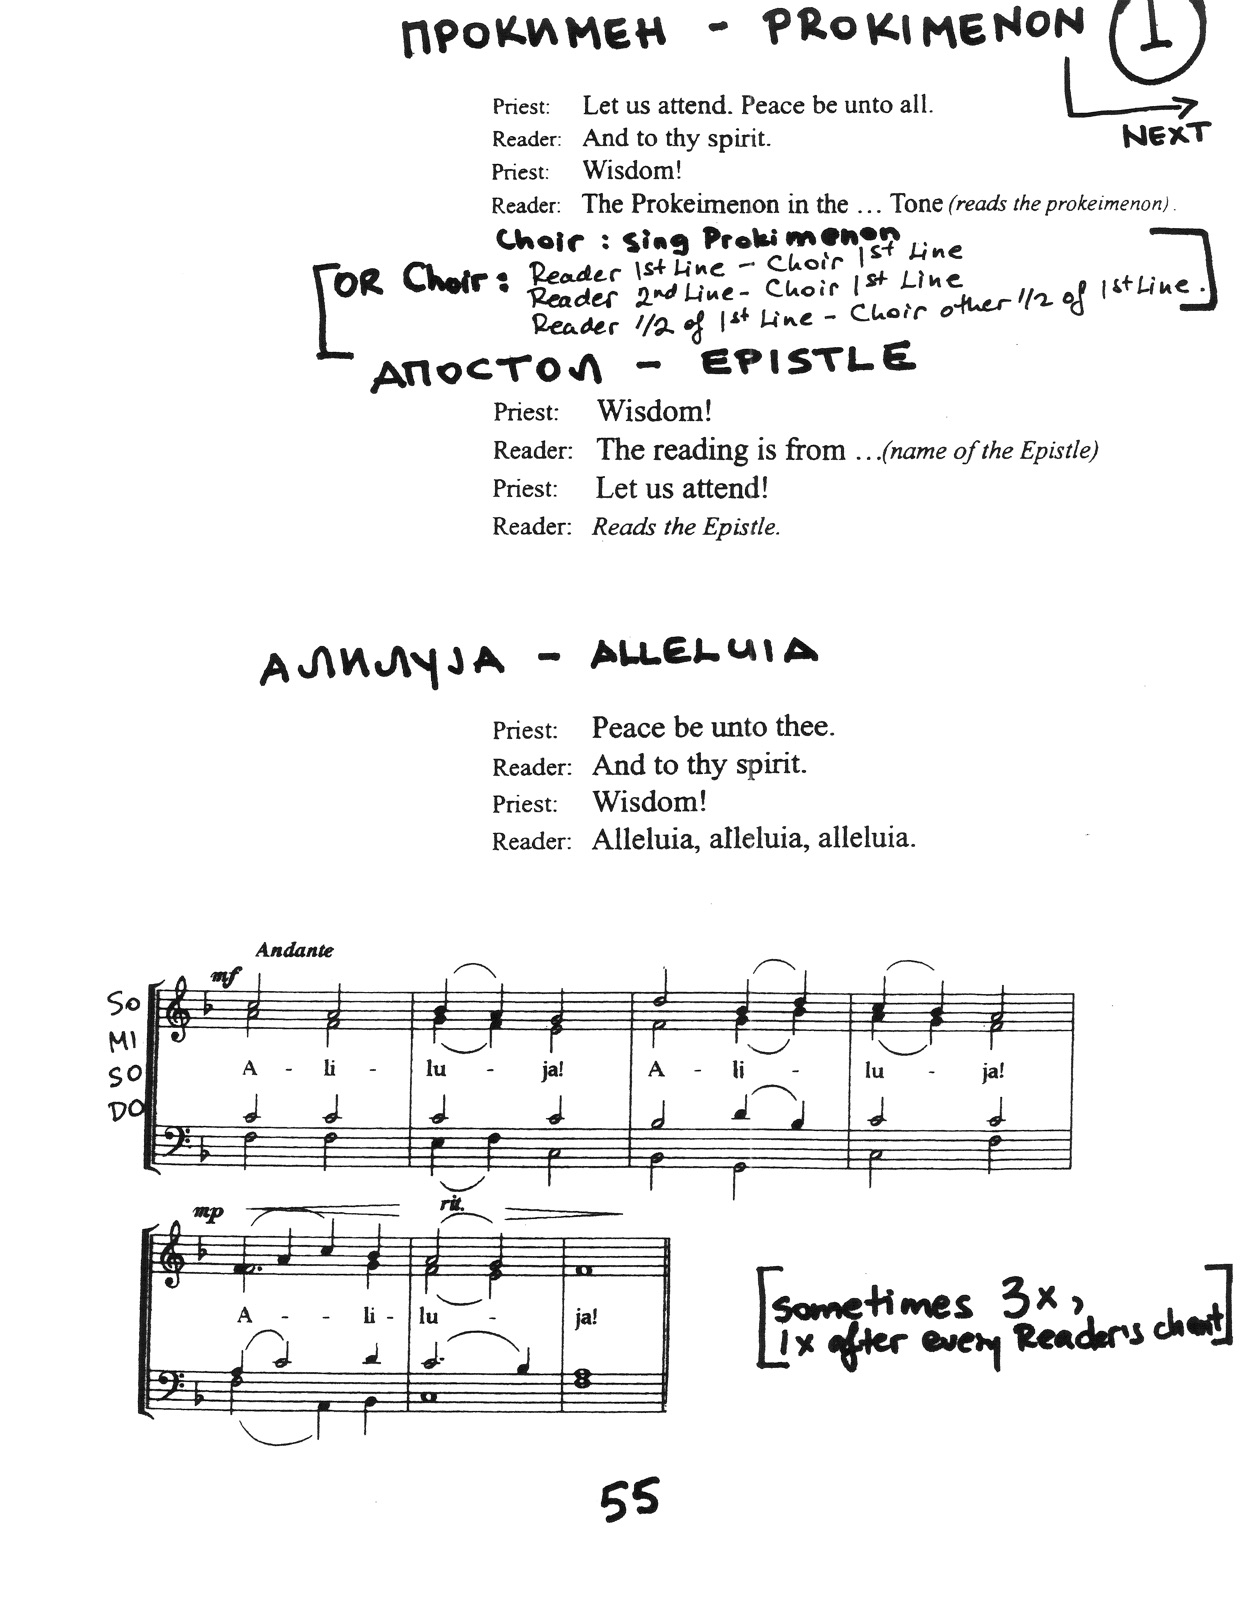 ПРОКИМЕН - PROKIMENON 1
NEXT
Priest: Let us attend. Peace be unto all.
Reader: And to thy spirit.
Priest: Wisdom!
Reader: The Prokeimenon in the ... Tone (reads the prokeimenon).
Choir: sing Prokimenon
[OR Choir: Reader 1st Line - Choir 1st Line
Reader 2nd Line - Choir 1st Line
Reader 1/2 of 1st Line - Choir other 1/2 of 1st Line.]
АПОСТОЛ - EPISTLE
Priest: Wisdom!
Reader: The reading is from ...(name of the Epistle)
Priest: Let us attend!
Reader: Reads the Epistle.
АЛИЛУЈА - ALLELUIA
Priest: Peace be unto thee.
Reader: And to thy spirit.
Priest: Wisdom!
Reader: Alleluia, alleluia, alleluia.
Andante
mf
SO
MI
SO
DO
A - li - lu - ja! A - li - lu - ja!
mp rit.
A - - li - lu - ja!
[sometimes 3x,
1x after every Reader's chant]
55